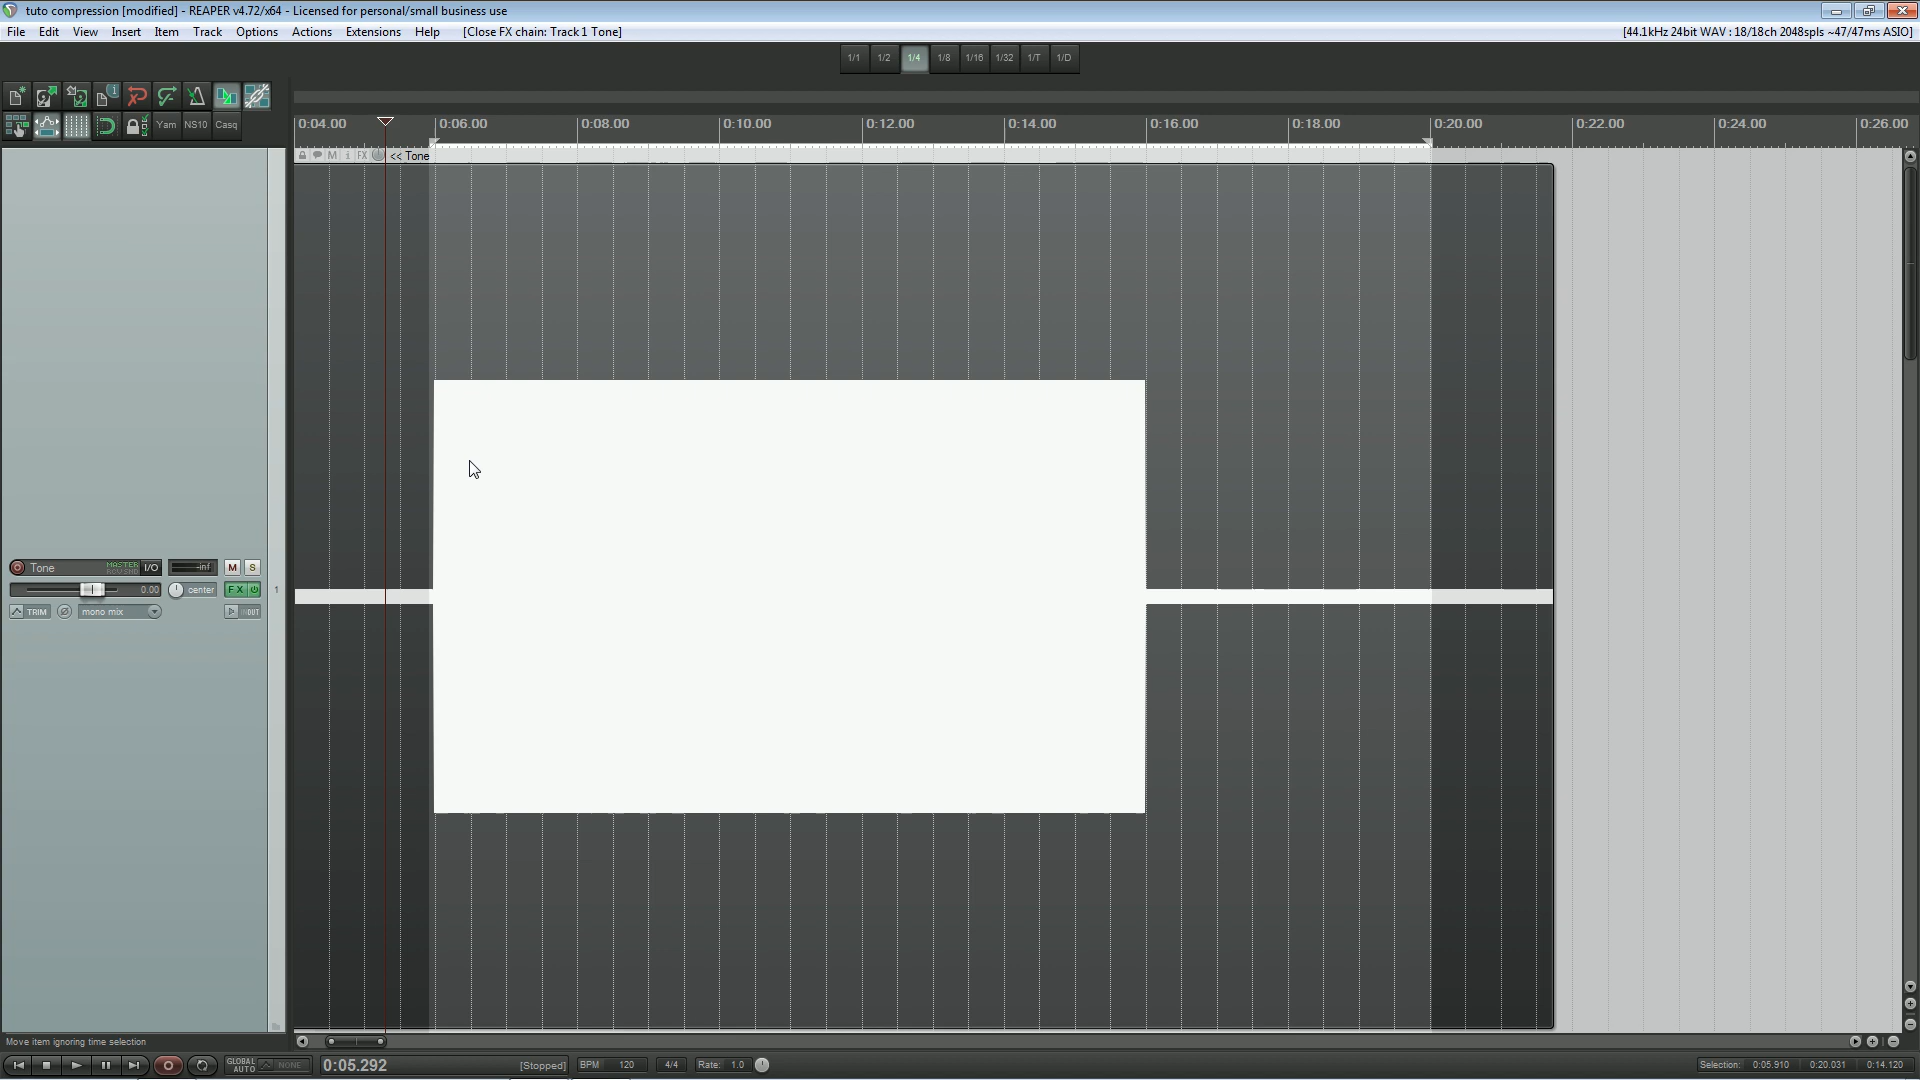 tuto compression [modified] - REAPER v4.72/x64 - Licensed for personal/small business use
File Edit View Insert Item Track Options Actions Extensions Help [Close FX chain: Track 1 Tone] [44.1kHz 24bit WAV : 18/18ch 2048spls ~47/47ms ASIO]
1/1 1/2 1/4 1/8 1/16 1/32 1/T 1/D
Yam NS10 Casq
0:04.00 0:06.00 0:08.00 0:10.00 0:12.00 0:14.00 0:16.00 0:18.00 0:20.00 0:22.00 0:24.00 0:26.00
M i FX << Tone
Tone MASTER I/O -inf M S
0.00 center FX 1
TRIM mono mix IN OUT
Move item ignoring time selection
GLOBAL AUTO NONE 0:05.292 [Stopped] BPM 120 4/4 Rate: 1.0 Selection: 0:05.910 0:20.031 0:14.120